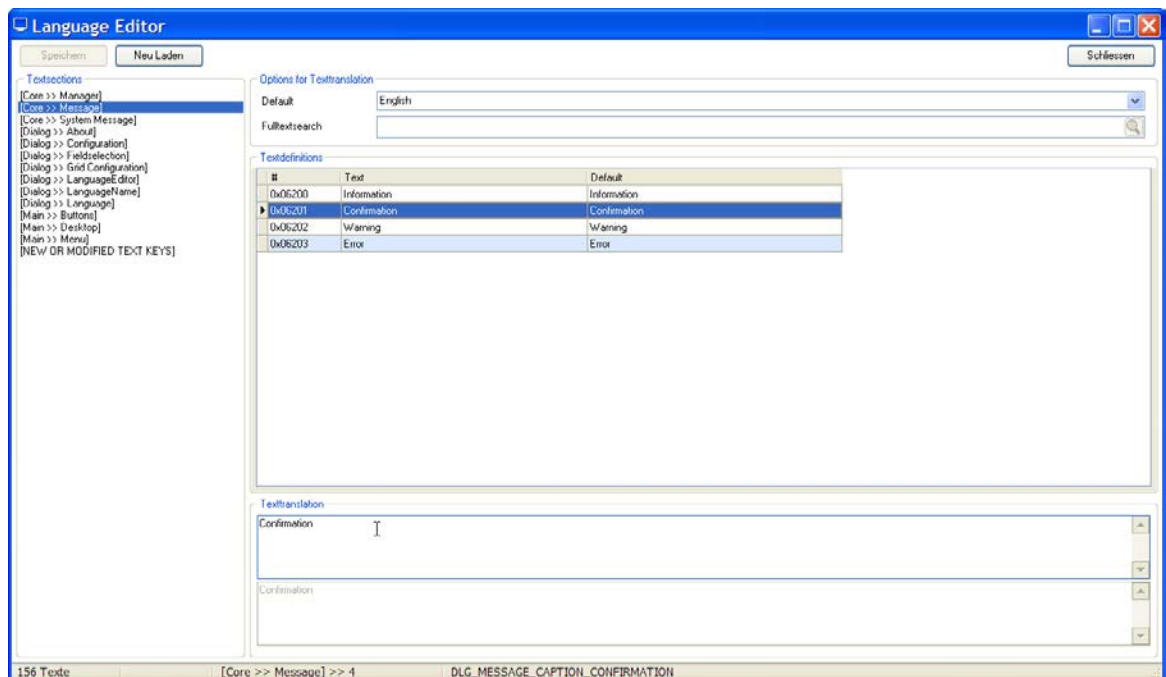 Language Editor
Speichern
Neu Laden
Schliessen
Textsections
[Core >> Manager]
[Core >> Message]
[Core >> System Message]
[Dialog >> About]
[Dialog >> Configuration]
[Dialog >> Fieldselection]
[Dialog >> Grid Configuration]
[Dialog >> LanguageEditor]
[Dialog >> LanguageName]
[Dialog >> Language]
[Main >> Buttons]
[Main >> Desktop]
[Main >> Menu]
[NEW OR MODIFIED TEXT KEYS]
Options for Texttranslation
Default English
Fulltextsearch
Textdefinitions
# Text Default
0x06200 Information Information
0x06201 Confirmation Confirmation
0x06202 Warning Warning
0x06203 Error Error
Texttranslation
Confirmation
Confirmation
156 Texte [Core >> Message] >> 4 DLG_MESSAGE_CAPTION_CONFIRMATION